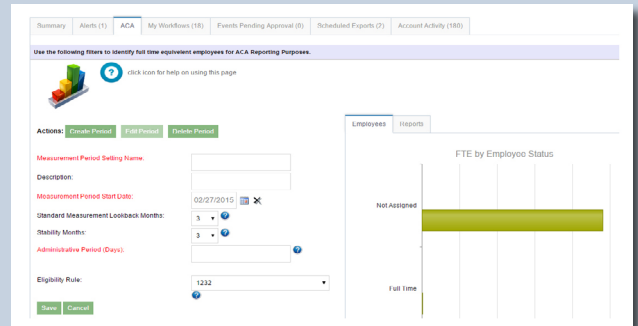 Summary Alerts (1) ACA My Workflows (18) Events Pending Approval (0) Scheduled Exports (2) Account Activity (180)
Use the following filters to identify full time equivelent employees for ACA Reporting Purposes.
? click icon for help on using this page
Actions: Create Period Edit Period Delete Period
Employees Reports
FTE by Employee Status
Measurement Period Setting Name:
Description:
Measurement Period Start Date: 02/27/2015
Standard Measurement Lookback Months: 3 ?
Stability Months: 3 ?
Administrative Period (Days): ?
Eligibility Rule: 1232
?
Save Cancel
Not Assigned
Full Time